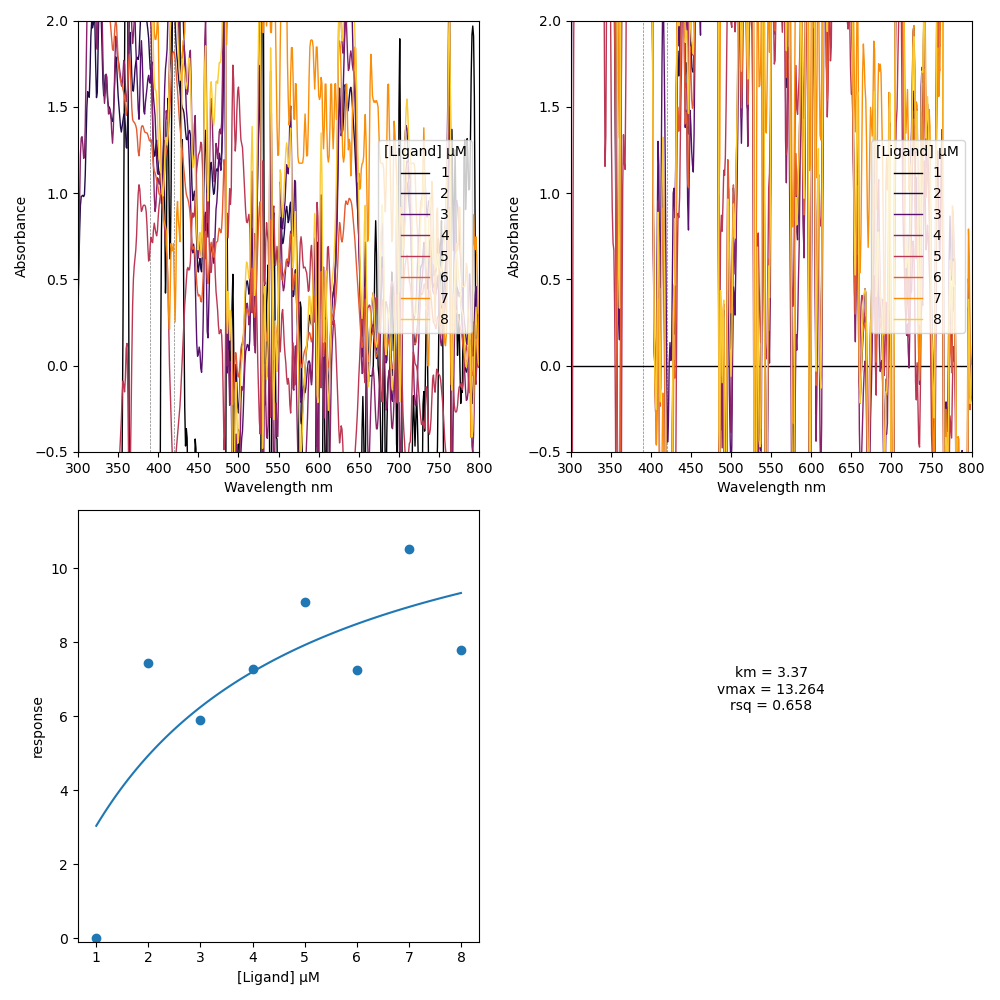 2.0
1.5
1.0
0.5
0.0
−0.5
300 350 400 450 500 550 600 650 700 750 800
Absorbance
Wavelength nm
[Ligand] μM
1
2
3
4
5
6
7
8
2.0
1.5
1.0
0.5
0.0
−0.5
300 350 400 450 500 550 600 650 700 750 800
Absorbance
Wavelength nm
[Ligand] μM
1
2
3
4
5
6
7
8
10
8
6
4
2
0
1 2 3 4 5 6 7 8
response
[Ligand] μM
km = 3.37
vmax = 13.264
rsq = 0.658